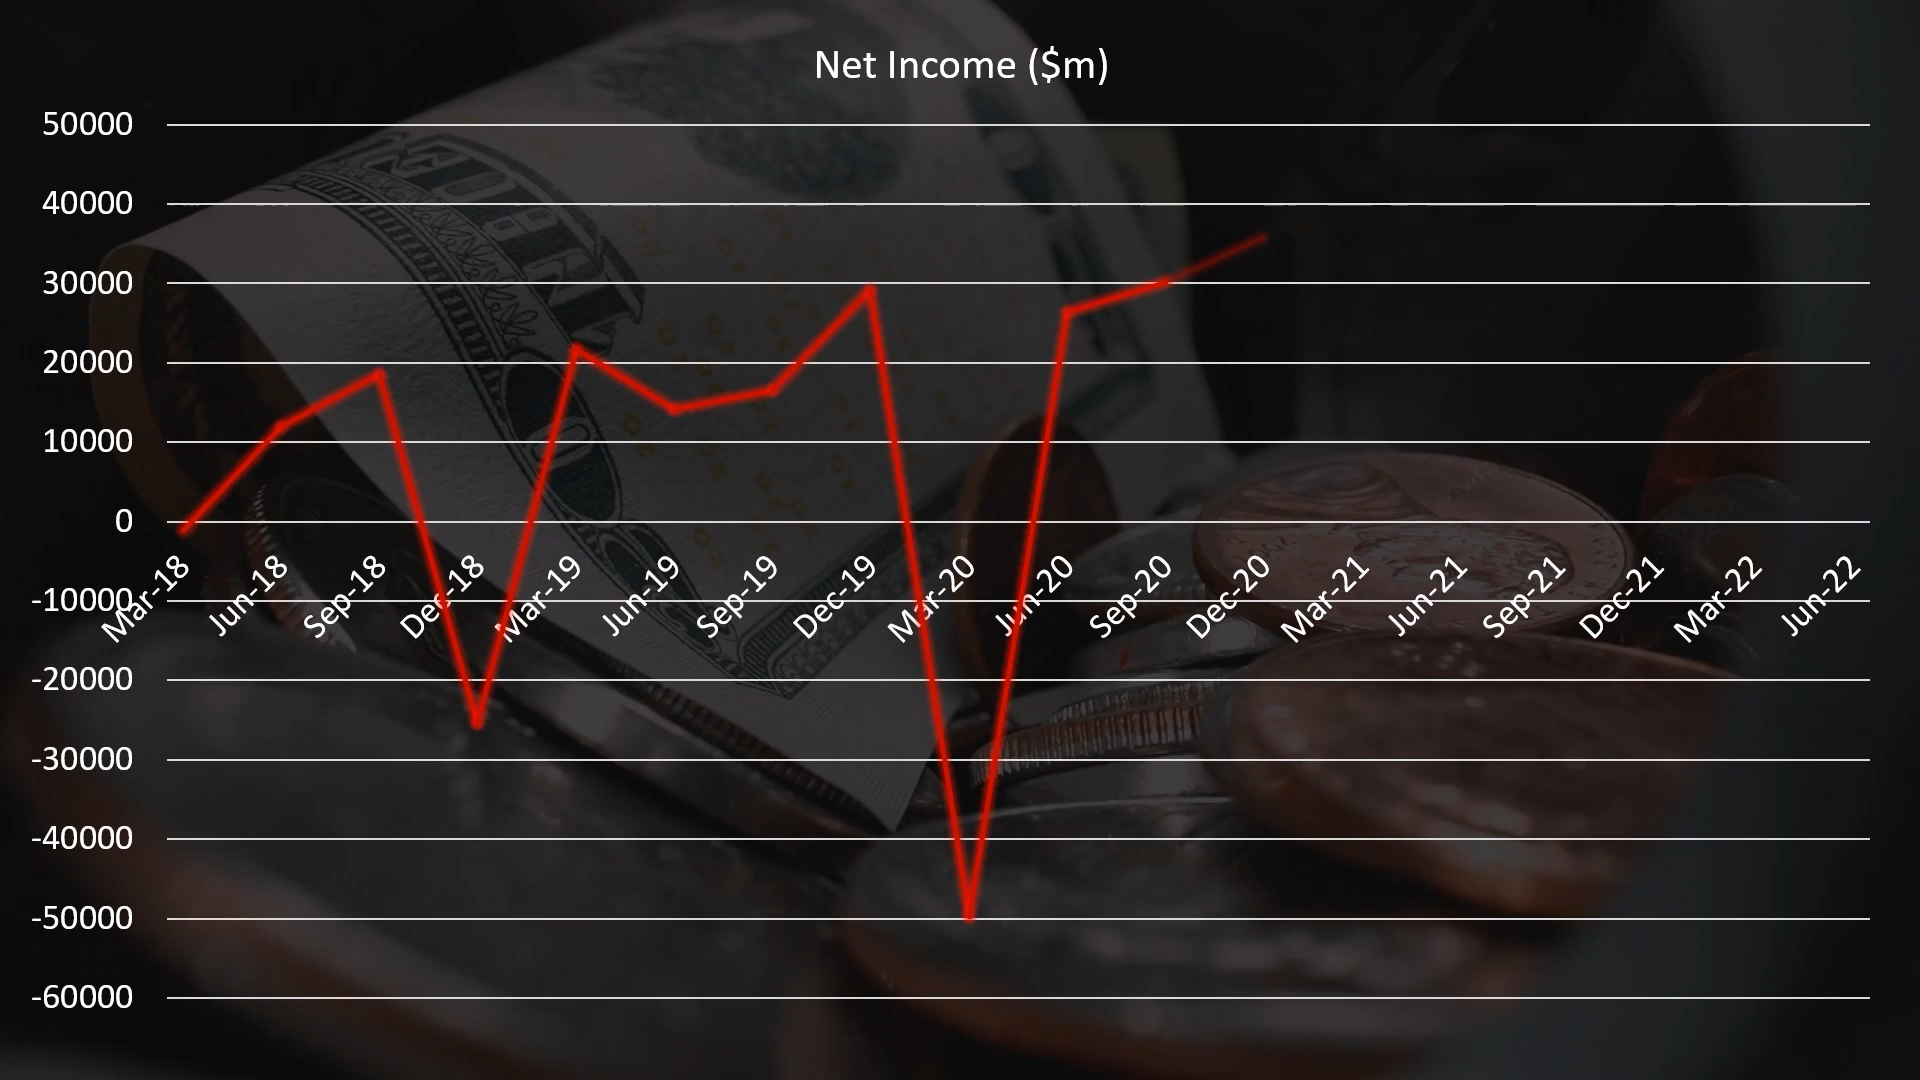 Net Income ($m)
50000
40000
30000
20000
10000
0
-10000
-20000
-30000
-40000
-50000
-60000
Mar-18
Jun-18
Sep-18
Dec-18
Mar-19
Jun-19
Sep-19
Dec-19
Mar-20
Jun-20
Sep-20
Dec-20
Mar-21
Jun-21
Sep-21
Dec-21
Mar-22
Jun-22